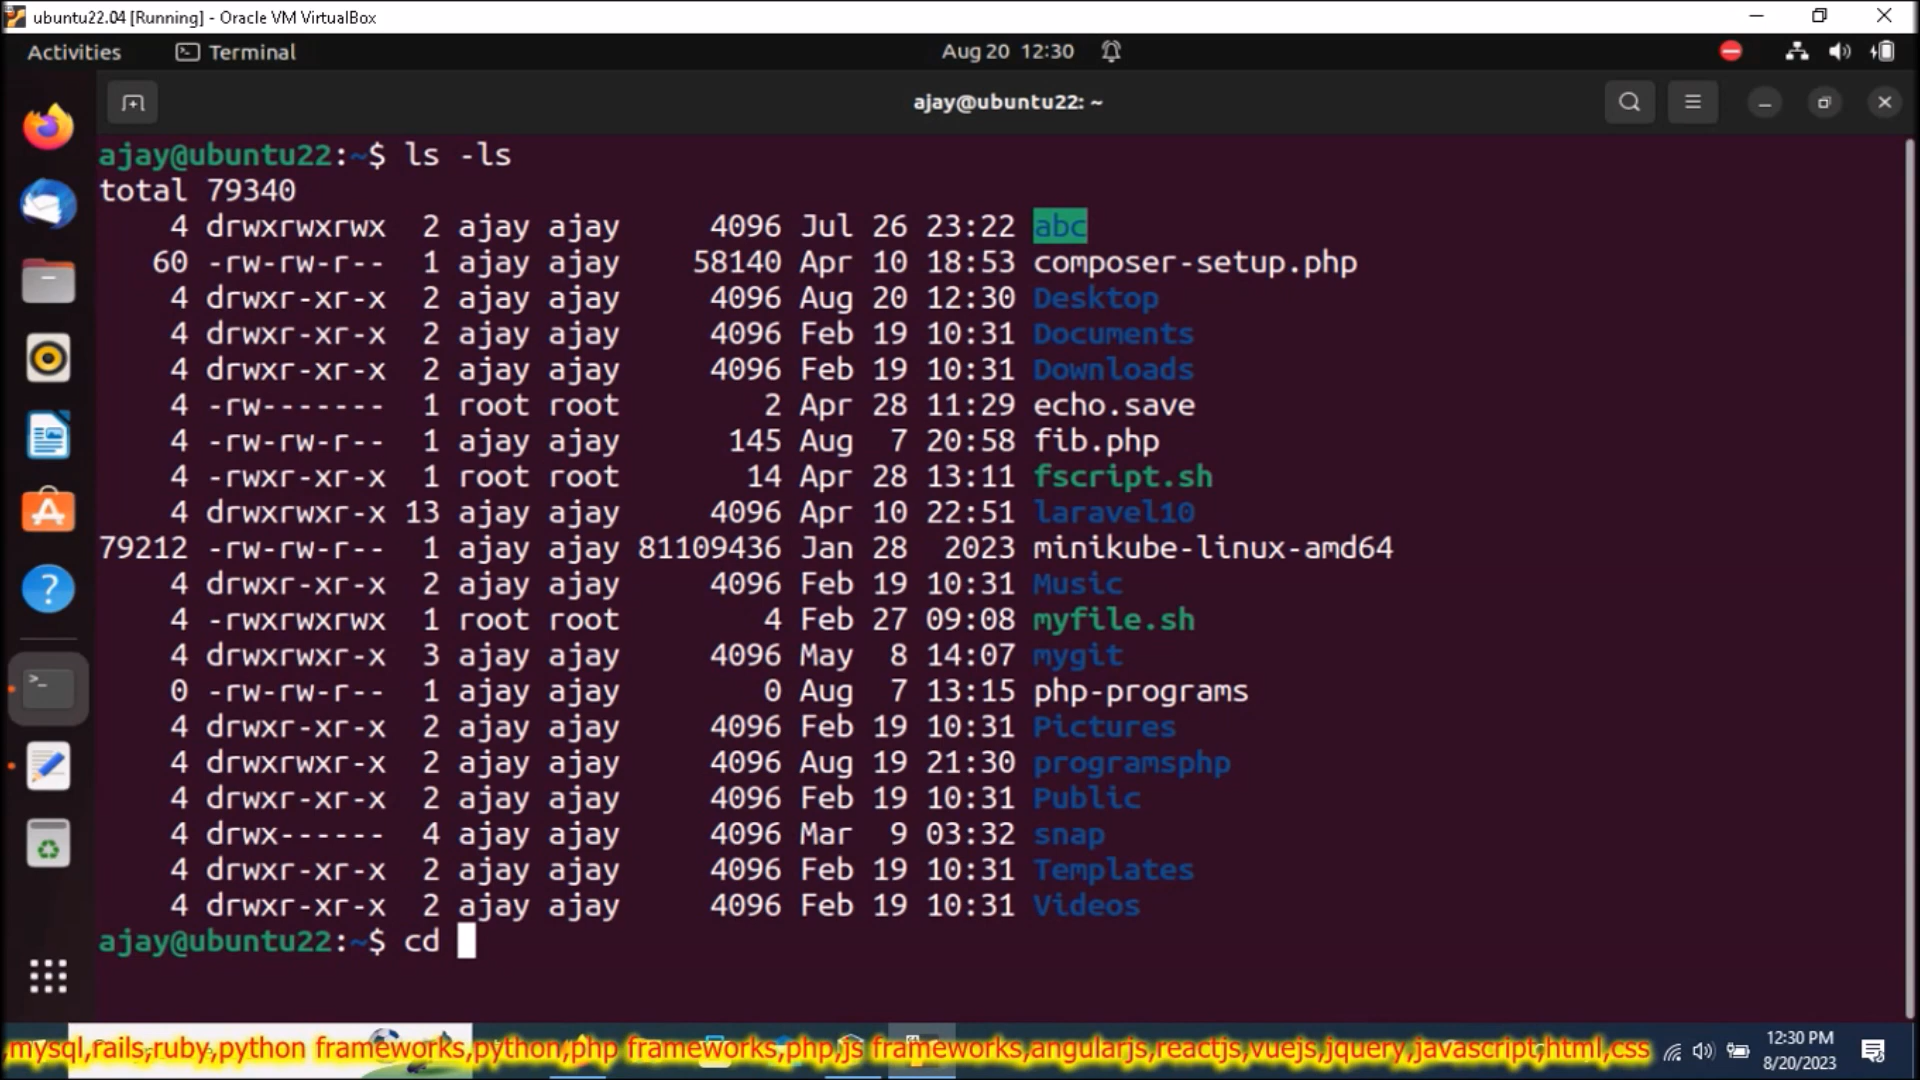 ubuntu22.04 [Running] - Oracle VM VirtualBox
Activities Terminal Aug 20 12:30
ajay@ubuntu22: ~
ajay@ubuntu22:~$ ls -ls
total 79340
4 drwxrwxrwx 2 ajay ajay 4096 Jul 26 23:22 abc
60 -rw-rw-r-- 1 ajay ajay 58140 Apr 10 18:53 composer-setup.php
4 drwxr-xr-x 2 ajay ajay 4096 Aug 20 12:30 Desktop
4 drwxr-xr-x 2 ajay ajay 4096 Feb 19 10:31 Documents
4 drwxr-xr-x 2 ajay ajay 4096 Feb 19 10:31 Downloads
4 -rw------- 1 root root 2 Apr 28 11:29 echo.save
4 -rw-rw-r-- 1 ajay ajay 145 Aug 7 20:58 fib.php
4 -rwxr-xr-x 1 root root 14 Apr 28 13:11 fscript.sh
4 drwxrwxr-x 13 ajay ajay 4096 Apr 10 22:51 laravel10
79212 -rw-rw-r-- 1 ajay ajay 81109436 Jan 28 2023 minikube-linux-amd64
4 drwxr-xr-x 2 ajay ajay 4096 Feb 19 10:31 Music
4 -rwxrwxrwx 1 root root 4 Feb 27 09:08 myfile.sh
4 drwxrwxr-x 3 ajay ajay 4096 May 8 14:07 mygit
0 -rw-rw-r-- 1 ajay ajay 0 Aug 7 13:15 php-programs
4 drwxr-xr-x 2 ajay ajay 4096 Feb 19 10:31 Pictures
4 drwxrwxr-x 2 ajay ajay 4096 Aug 19 21:30 programsphp
4 drwxr-xr-x 2 ajay ajay 4096 Feb 19 10:31 Public
4 drwx------ 4 ajay ajay 4096 Mar 9 03:32 snap
4 drwxr-xr-x 2 ajay ajay 4096 Feb 19 10:31 Templates
4 drwxr-xr-x 2 ajay ajay 4096 Feb 19 10:31 Videos
ajay@ubuntu22:~$ cd
mysql,rails,ruby,python frameworks,python,php frameworks,php,js frameworks,angularjs,reactjs,vuejs,jquery,javascript,html,css
12:30 PM
8/20/2023